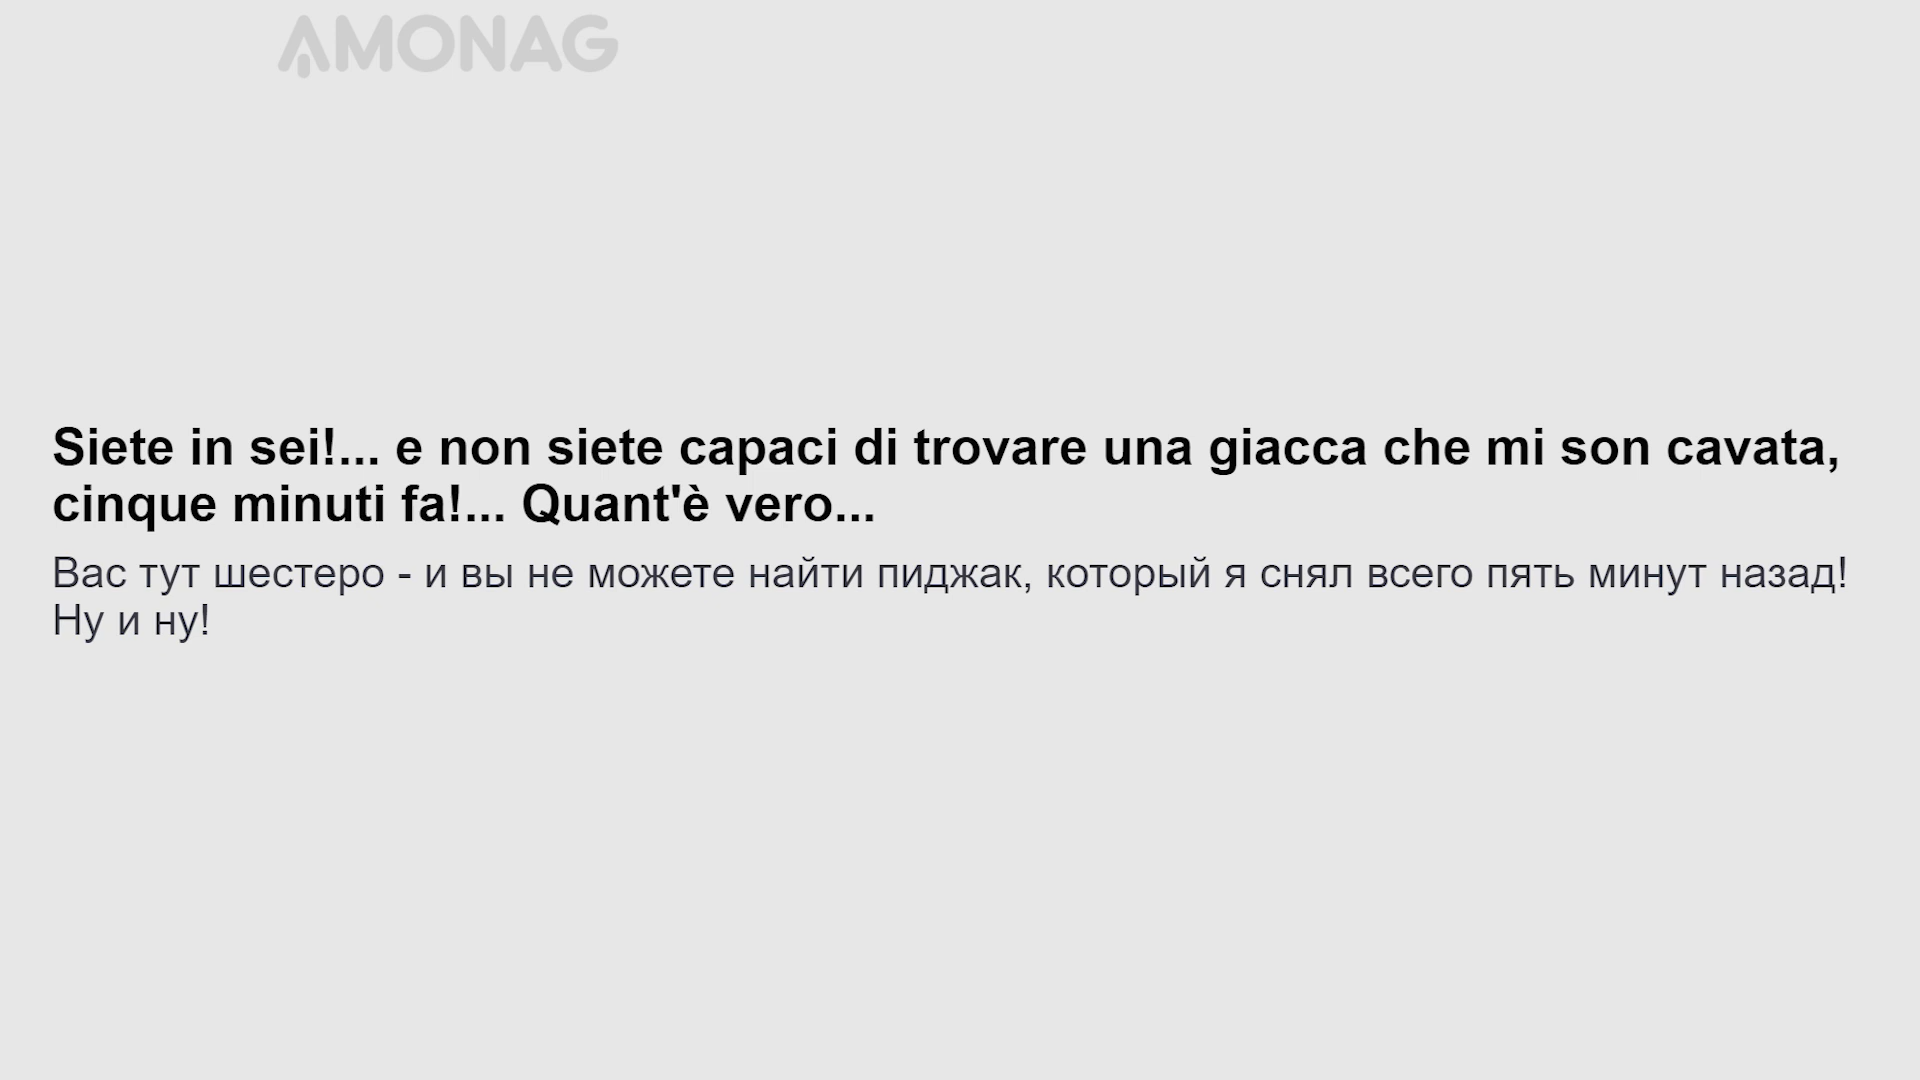 AMONAG
Siete in sei!... e non siete capaci di trovare una giacca che mi son cavata,
cinque minuti fa!... Quant'è vero...
Вас тут шестеро - и вы не можете найти пиджак, который я снял всего пять минут назад!
Ну и ну!